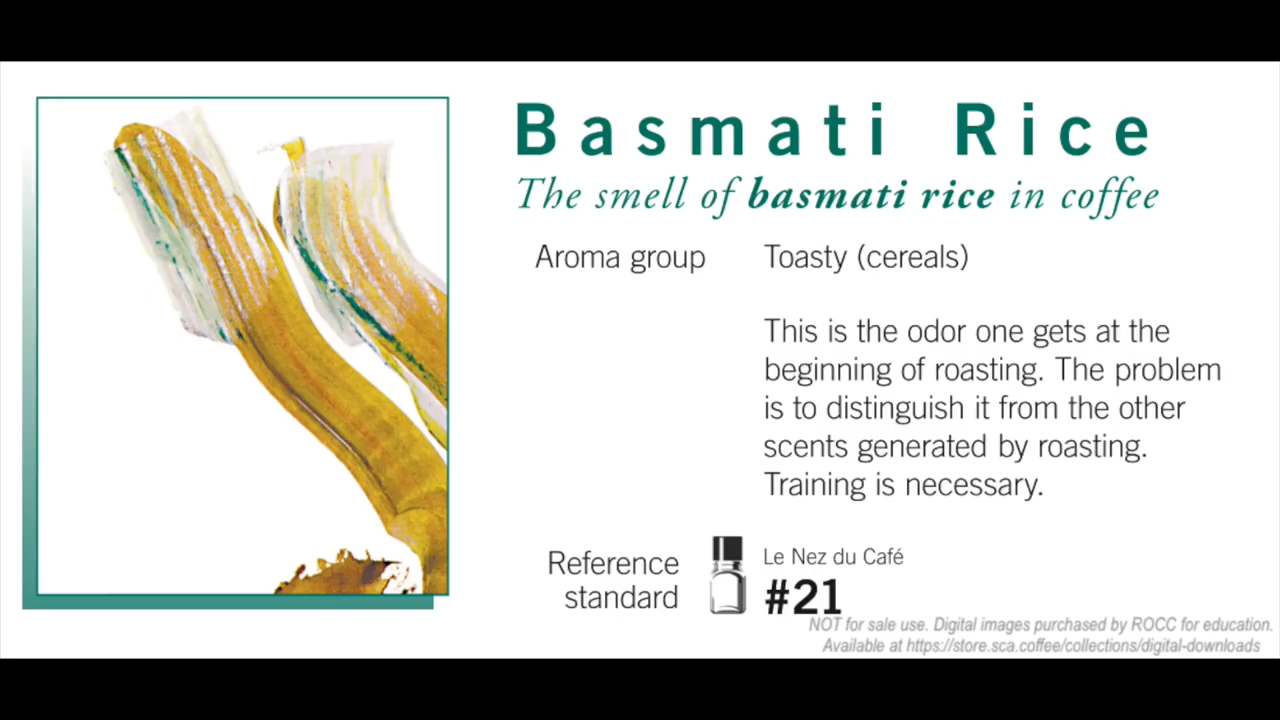 Basmati Rice
The smell of basmati rice in coffee
Aroma group
Toasty (cereals)
This is the odor one gets at the
beginning of roasting. The problem
is to distinguish it from the other
scents generated by roasting.
Training is necessary.
Reference
standard
Le Nez du Café
#21
NOT for sale use. Digital images purchased by ROCC for education.
Available at https://store.sca.coffee/collections/digital-downloads